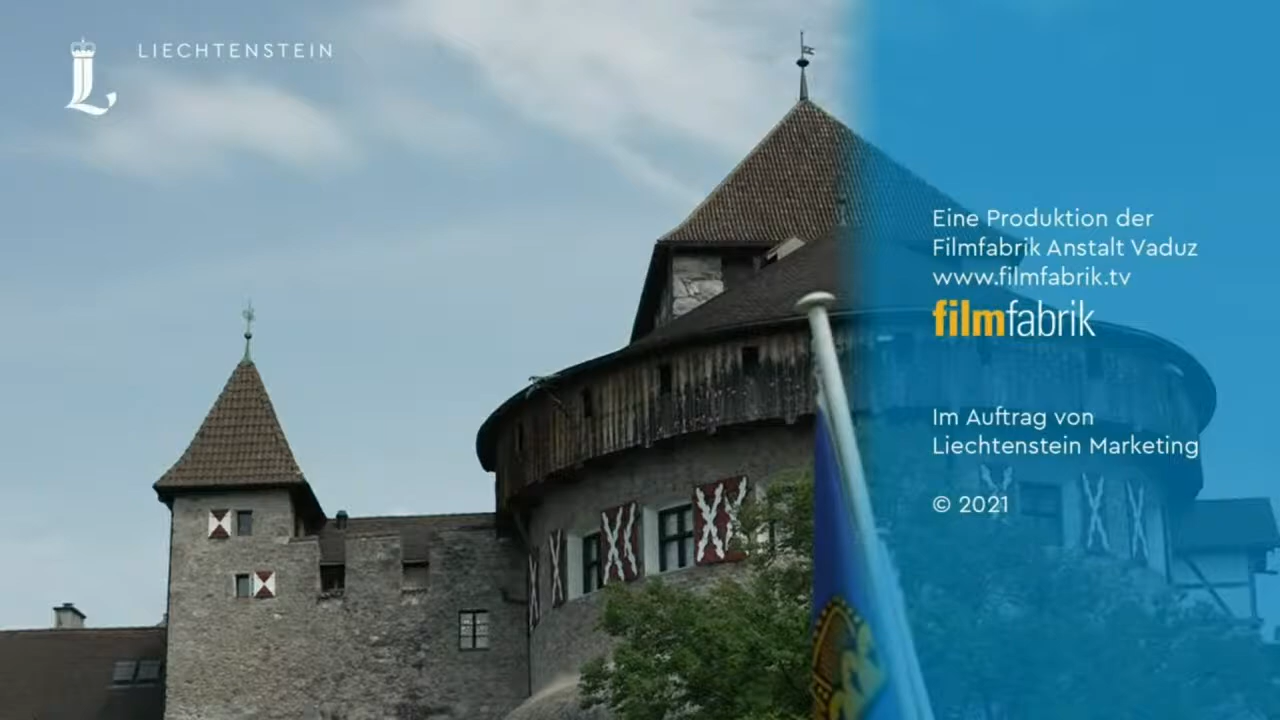 LIECHTENSTEIN
Eine Produktion der
Filmfabrik Anstalt Vaduz
www.filmfabrik.tv
filmfabrik
Im Auftrag von
Liechtenstein Marketing
© 2021